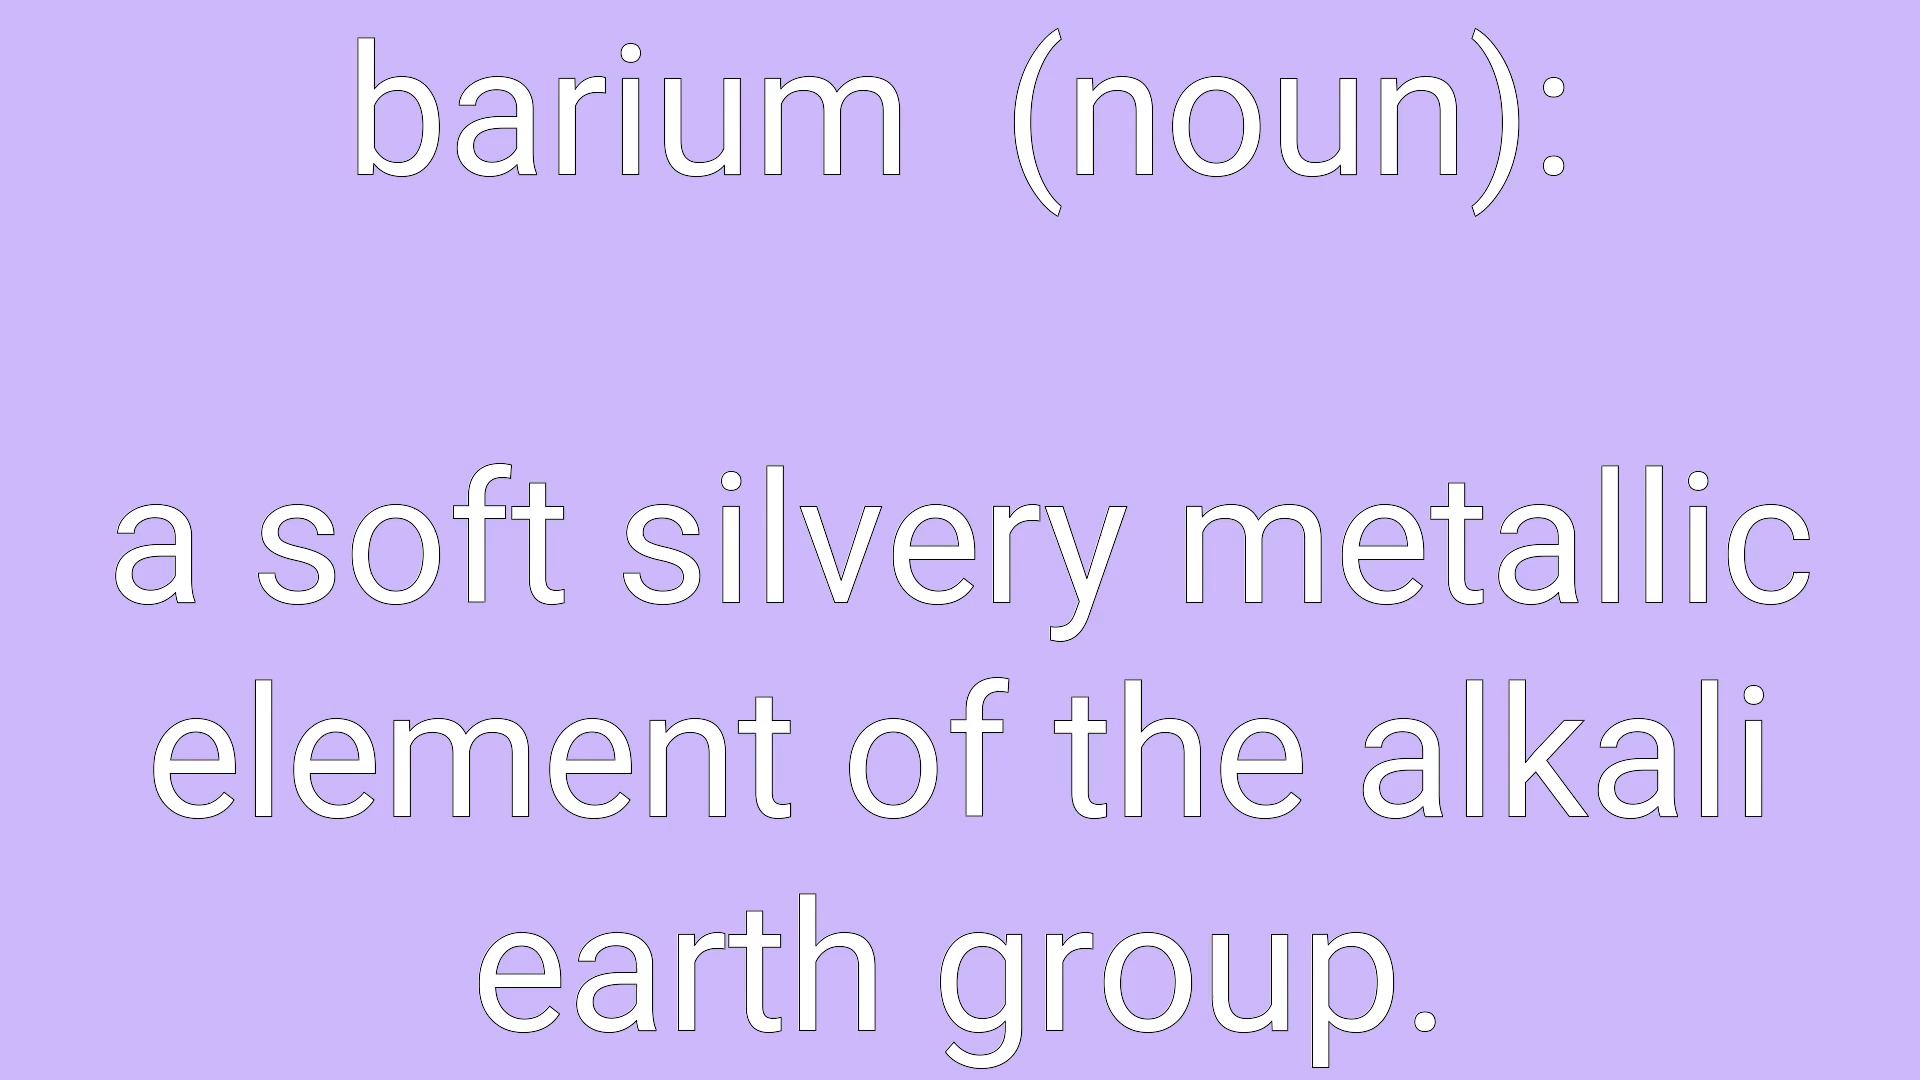 barium  (noun):
a soft silvery metallic
element of the alkali
earth group.